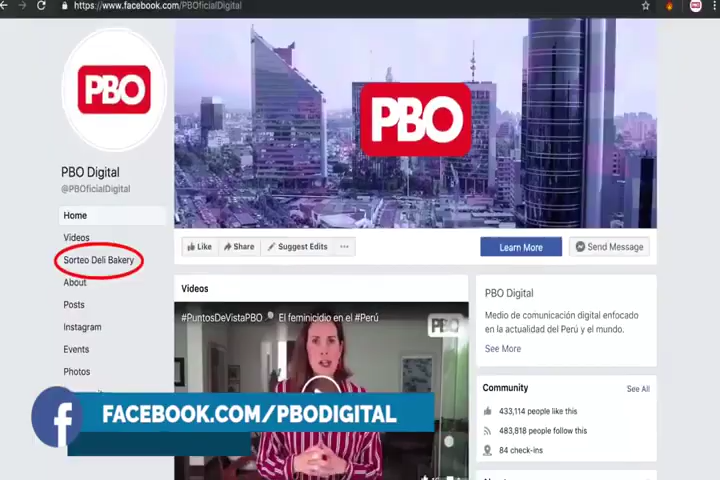 https://www.facebook.com/PBOficialDigital
PBO
PBO
PBO Digital
@PBOficialDigital
Home
Videos
Sorteo Deli Bakery
About
Posts
Instagram
Events
Photos
Like
Share
Suggest Edits
Learn More
Send Message
Videos
#PuntosDeVistaPBO
El feminicidio en el #Perú
PBO
PBO Digital
Medio de comunicación digital enfocado
en la actualidad del Perú y el mundo.
See More
Community
See All
433,114 people like this
483,818 people follow this
84 check-ins
FACEBOOK.COM/PBODIGITAL